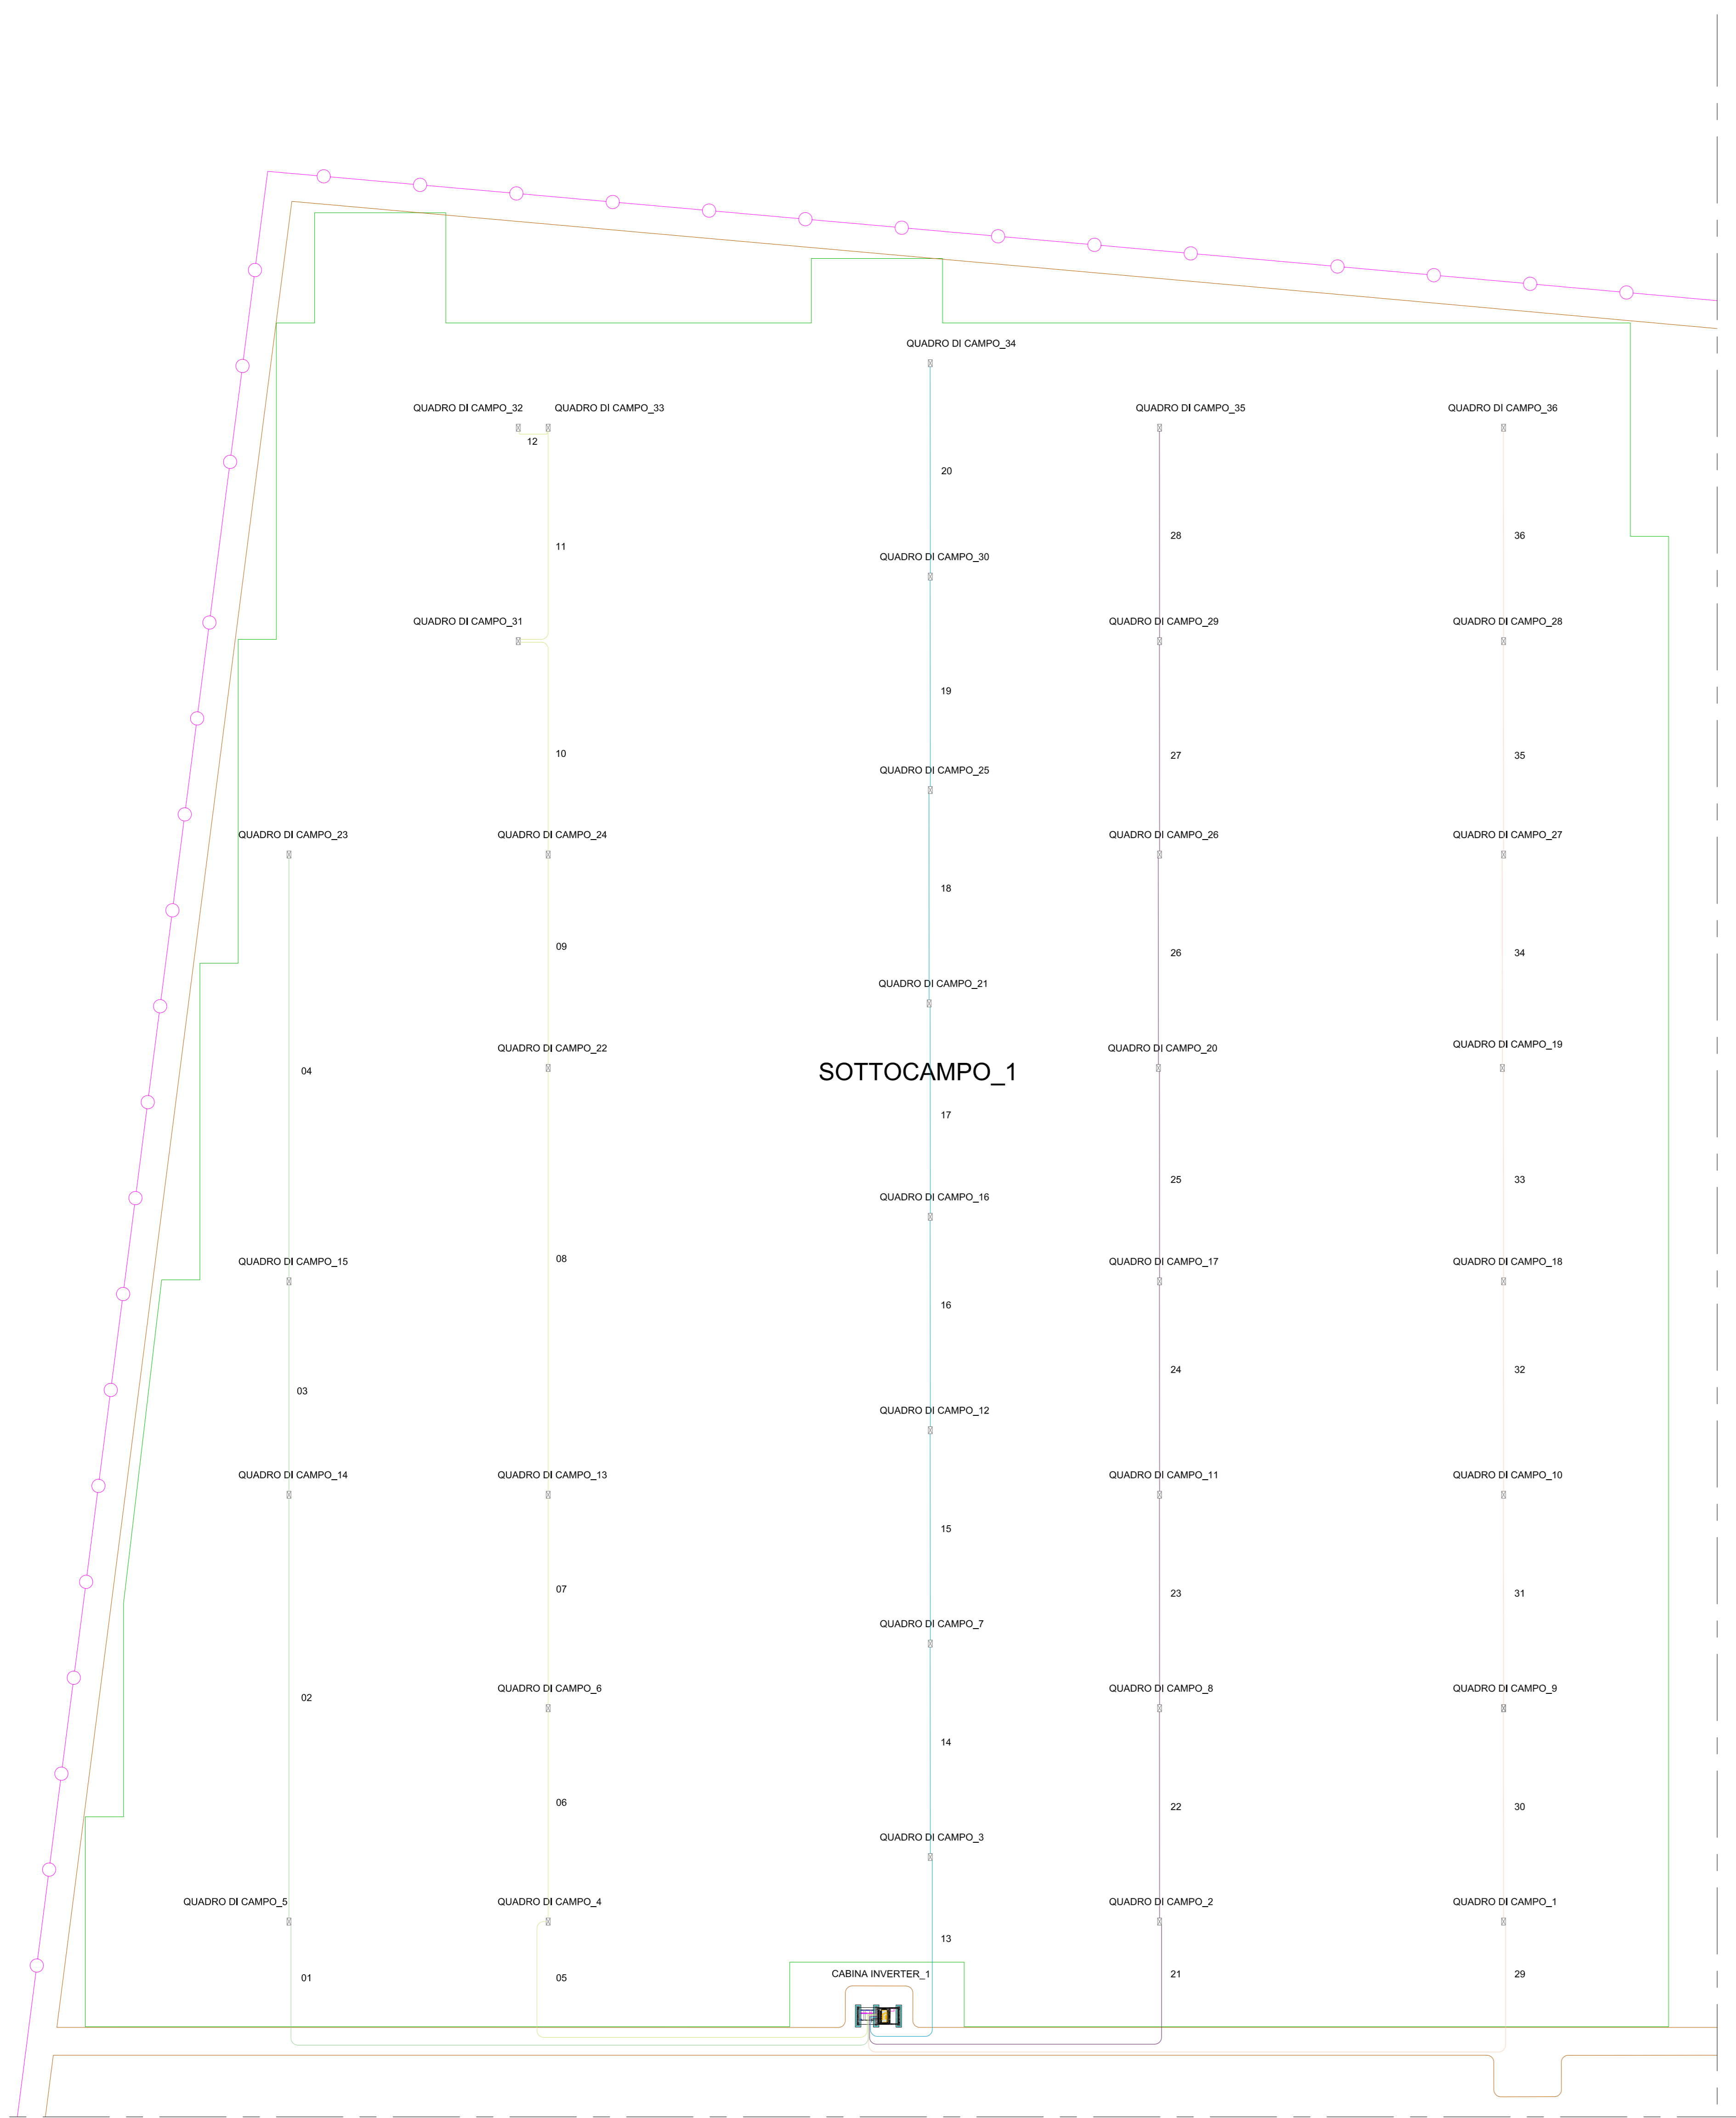 QUADRO DI CAMPO_34
QUADRO DI CAMPO_32
QUADRO DI CAMPO_33
QUADRO DI CAMPO_35
QUADRO DI CAMPO_36
12
20
28
36
11
QUADRO DI CAMPO_30
QUADRO DI CAMPO_31
QUADRO DI CAMPO_29
QUADRO DI CAMPO_28
19
10
27
35
QUADRO DI CAMPO_25
QUADRO DI CAMPO_23
QUADRO DI CAMPO_24
QUADRO DI CAMPO_26
QUADRO DI CAMPO_27
18
09
26
34
QUADRO DI CAMPO_21
QUADRO DI CAMPO_22
QUADRO DI CAMPO_20
QUADRO DI CAMPO_19
04
SOTTOCAMPO_1
17
25
33
QUADRO DI CAMPO_16
08
QUADRO DI CAMPO_15
QUADRO DI CAMPO_17
QUADRO DI CAMPO_18
16
24
32
03
QUADRO DI CAMPO_12
QUADRO DI CAMPO_14
QUADRO DI CAMPO_13
QUADRO DI CAMPO_11
QUADRO DI CAMPO_10
15
07
23
31
QUADRO DI CAMPO_7
02
QUADRO DI CAMPO_6
QUADRO DI CAMPO_8
QUADRO DI CAMPO_9
14
06
22
30
QUADRO DI CAMPO_3
QUADRO DI CAMPO_5
QUADRO DI CAMPO_4
QUADRO DI CAMPO_2
QUADRO DI CAMPO_1
13
01
05
CABINA INVERTER_1
21
29